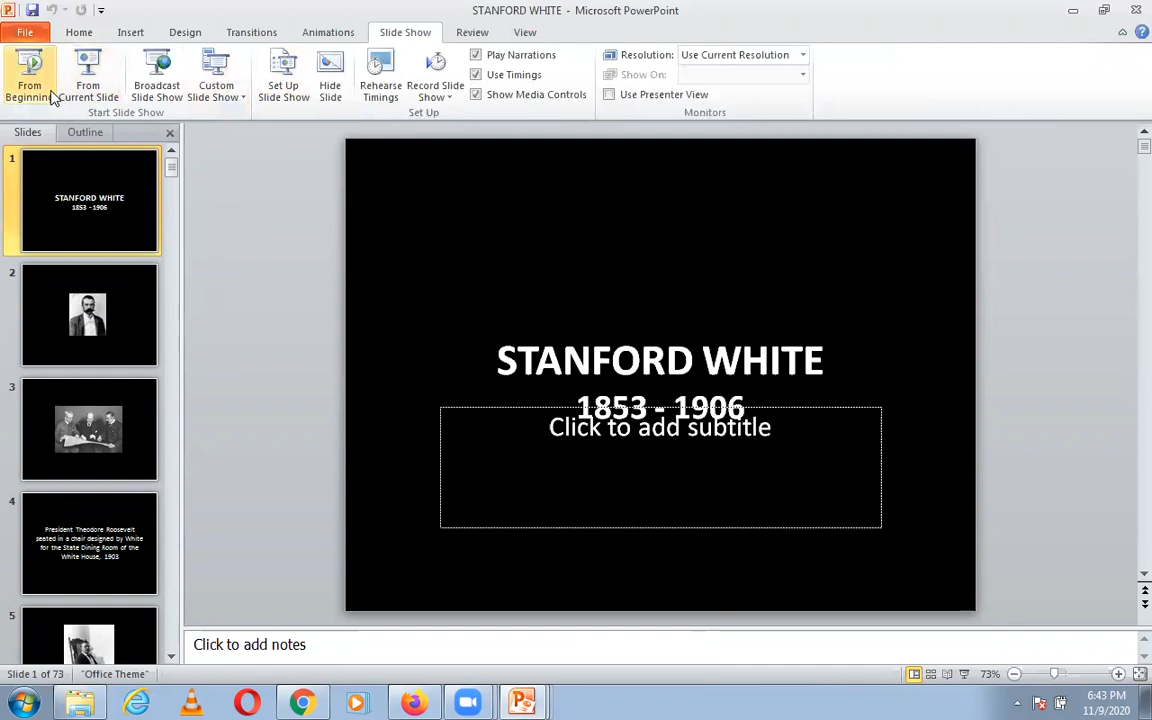 STANFORD WHITE - Microsoft PowerPoint
File Home Insert Design Transitions Animations Slide Show Review View
From Beginning
From Current Slide
Broadcast Slide Show
Custom Slide Show
Set Up Slide Show
Hide Slide
Rehearse Timings
Record Slide Show
Play Narrations
Use Timings
Show Media Controls
Resolution: Use Current Resolution
Show On:
Use Presenter View
Start Slide Show Set Up Monitors
Slides Outline
1
STANFORD WHITE
1853 - 1906
2
3
4
President Theodore Roosevelt
seated in a chair designed by White
for the State Dining Room of the
White House, 1903
5
STANFORD WHITE
1853 - 1906
Click to add subtitle
Click to add notes
Slide 1 of 73 "Office Theme" 73%
6:43 PM
11/9/2020